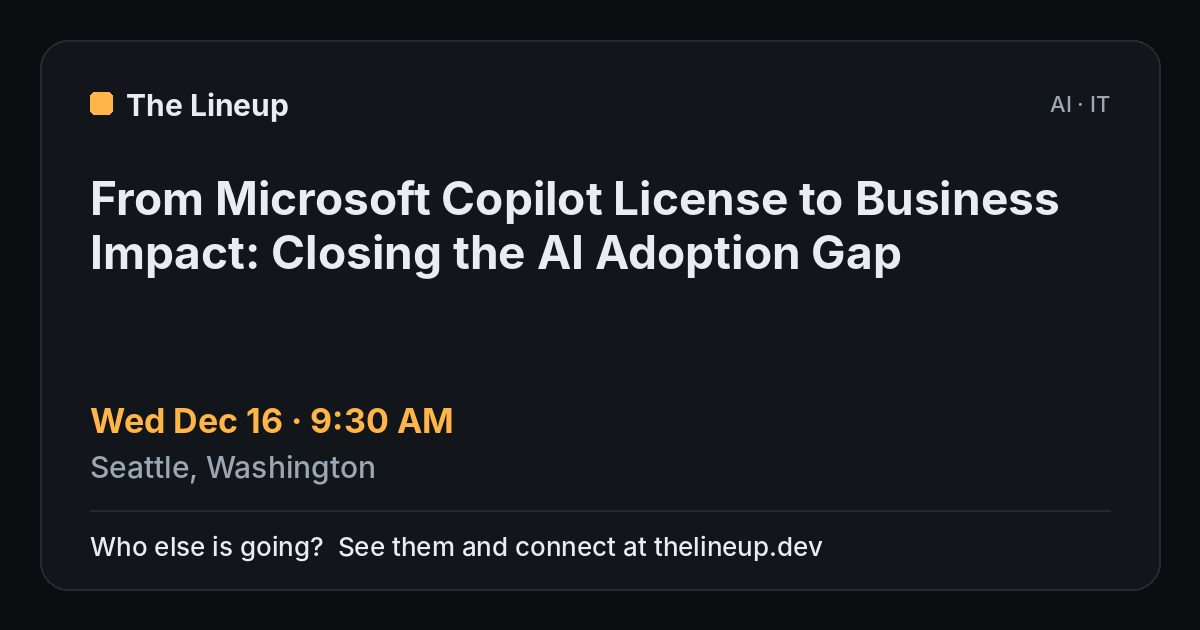 The Lineup
AI · IT
From Microsoft Copilot License to Business
Impact: Closing the AI Adoption Gap
Wed Dec 16 · 9:30 AM
Seattle, Washington
Who else is going? See them and connect at thelineup.dev